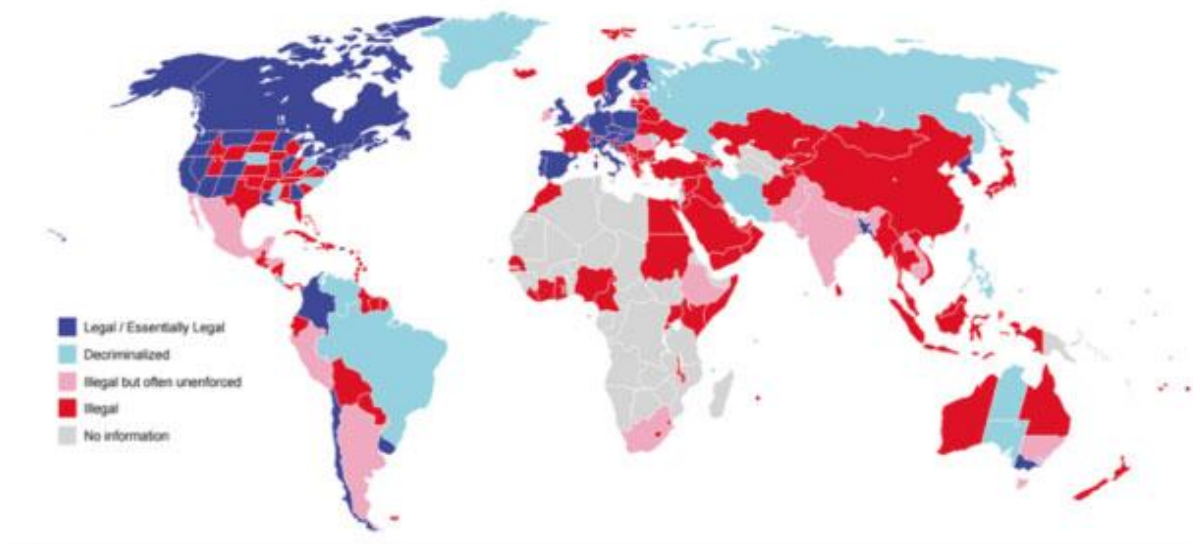 Legal / Essentially Legal
Decriminalized
Illegal but often unenforced
Illegal
No information